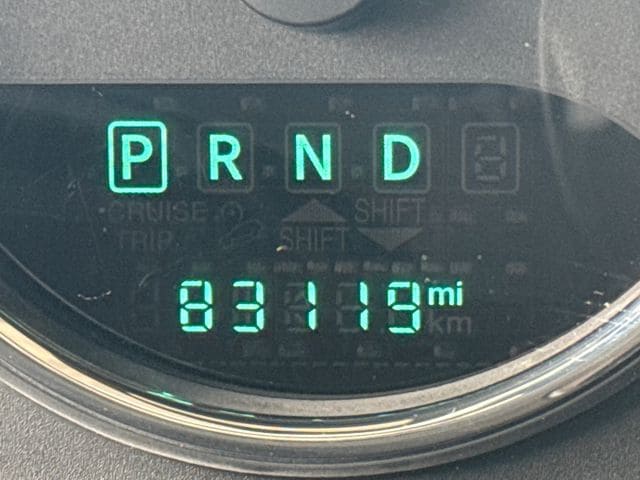 P R N D
CRUISE SHIFT
TRIP SHIFT
83119 mi
km